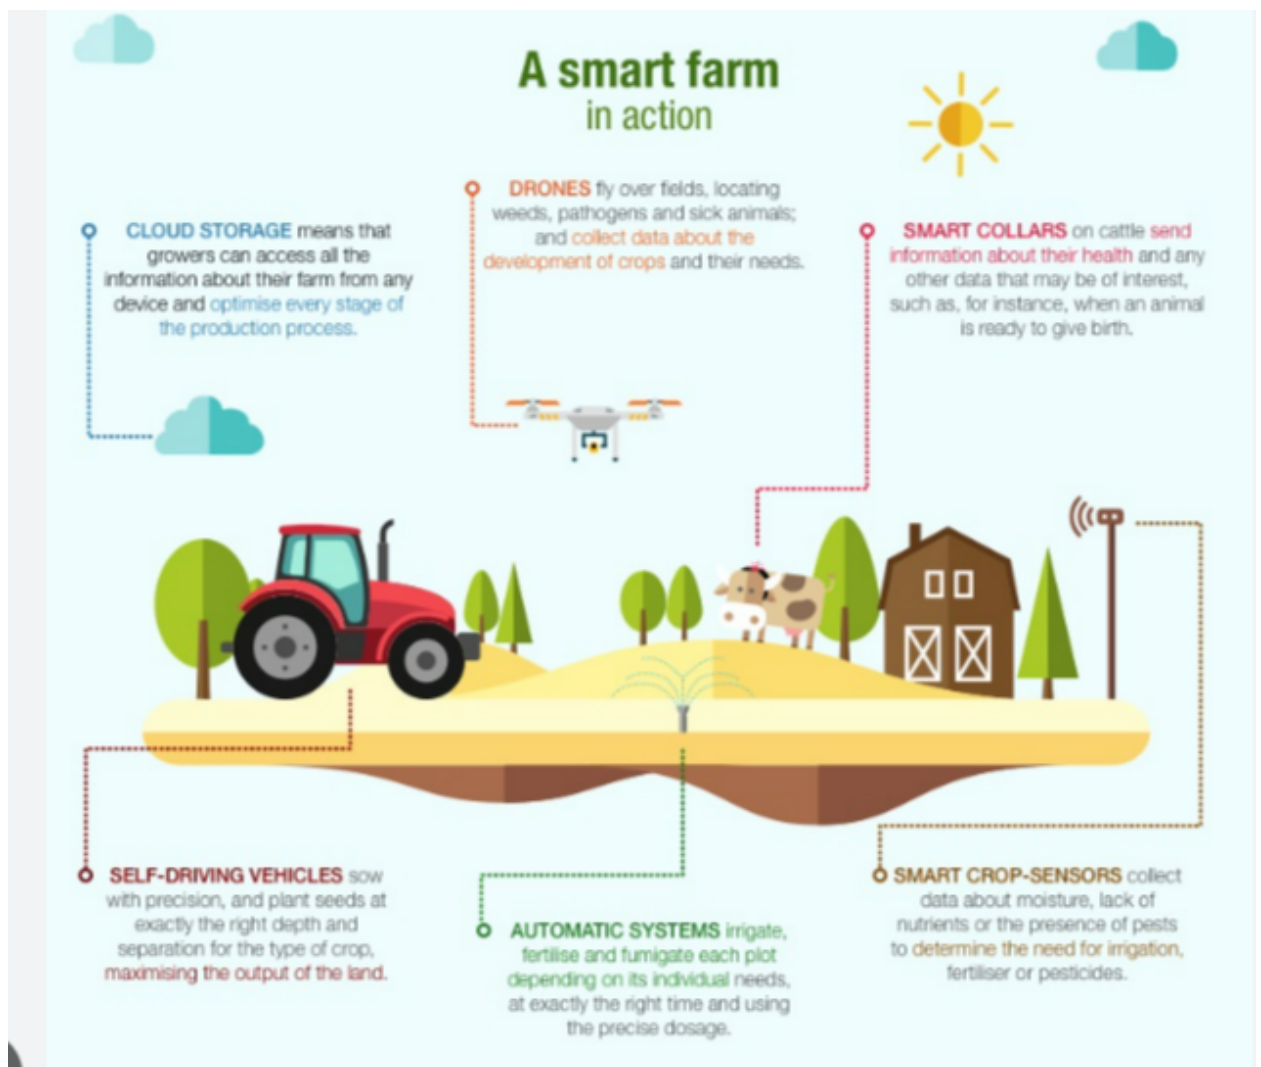 A smart farm
in action
CLOUD STORAGE means that
growers can access all the
information about their farm from any
device and optimise every stage of
the production process.
DRONES fly over fields, locating
weeds, pathogens and sick animals;
and collect data about the
development of crops and their needs.
SMART COLLARS on cattle send
information about their health and any
other data that may be of interest,
such as, for instance, when an animal
is ready to give birth.
SELF-DRIVING VEHICLES sow
with precision, and plant seeds at
exactly the right depth and
separation for the type of crop,
maximising the output of the land.
AUTOMATIC SYSTEMS irrigate,
fertilise and fumigate each plot
depending on its individual needs,
at exactly the right time and using
the precise dosage.
SMART CROP-SENSORS collect
data about moisture, lack of
nutrients or the presence of pests
to determine the need for irrigation,
fertiliser or pesticides.